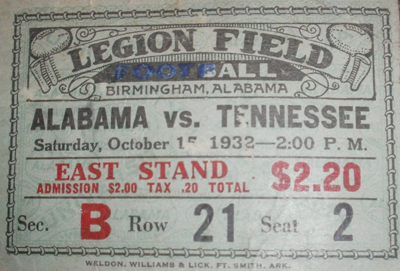 LEGION FIELD
FOOTBALL
BIRMINGHAM, ALABAMA
ALABAMA vs. TENNESSEE
Saturday, October 15, 1932—2:00 P. M.
EAST STAND
ADMISSION $2.00 TAX .20 TOTAL $2.20
Sec. B Row 21 Seat 2
WELDON, WILLIAMS & LICK, FT. SMITH, ARK.